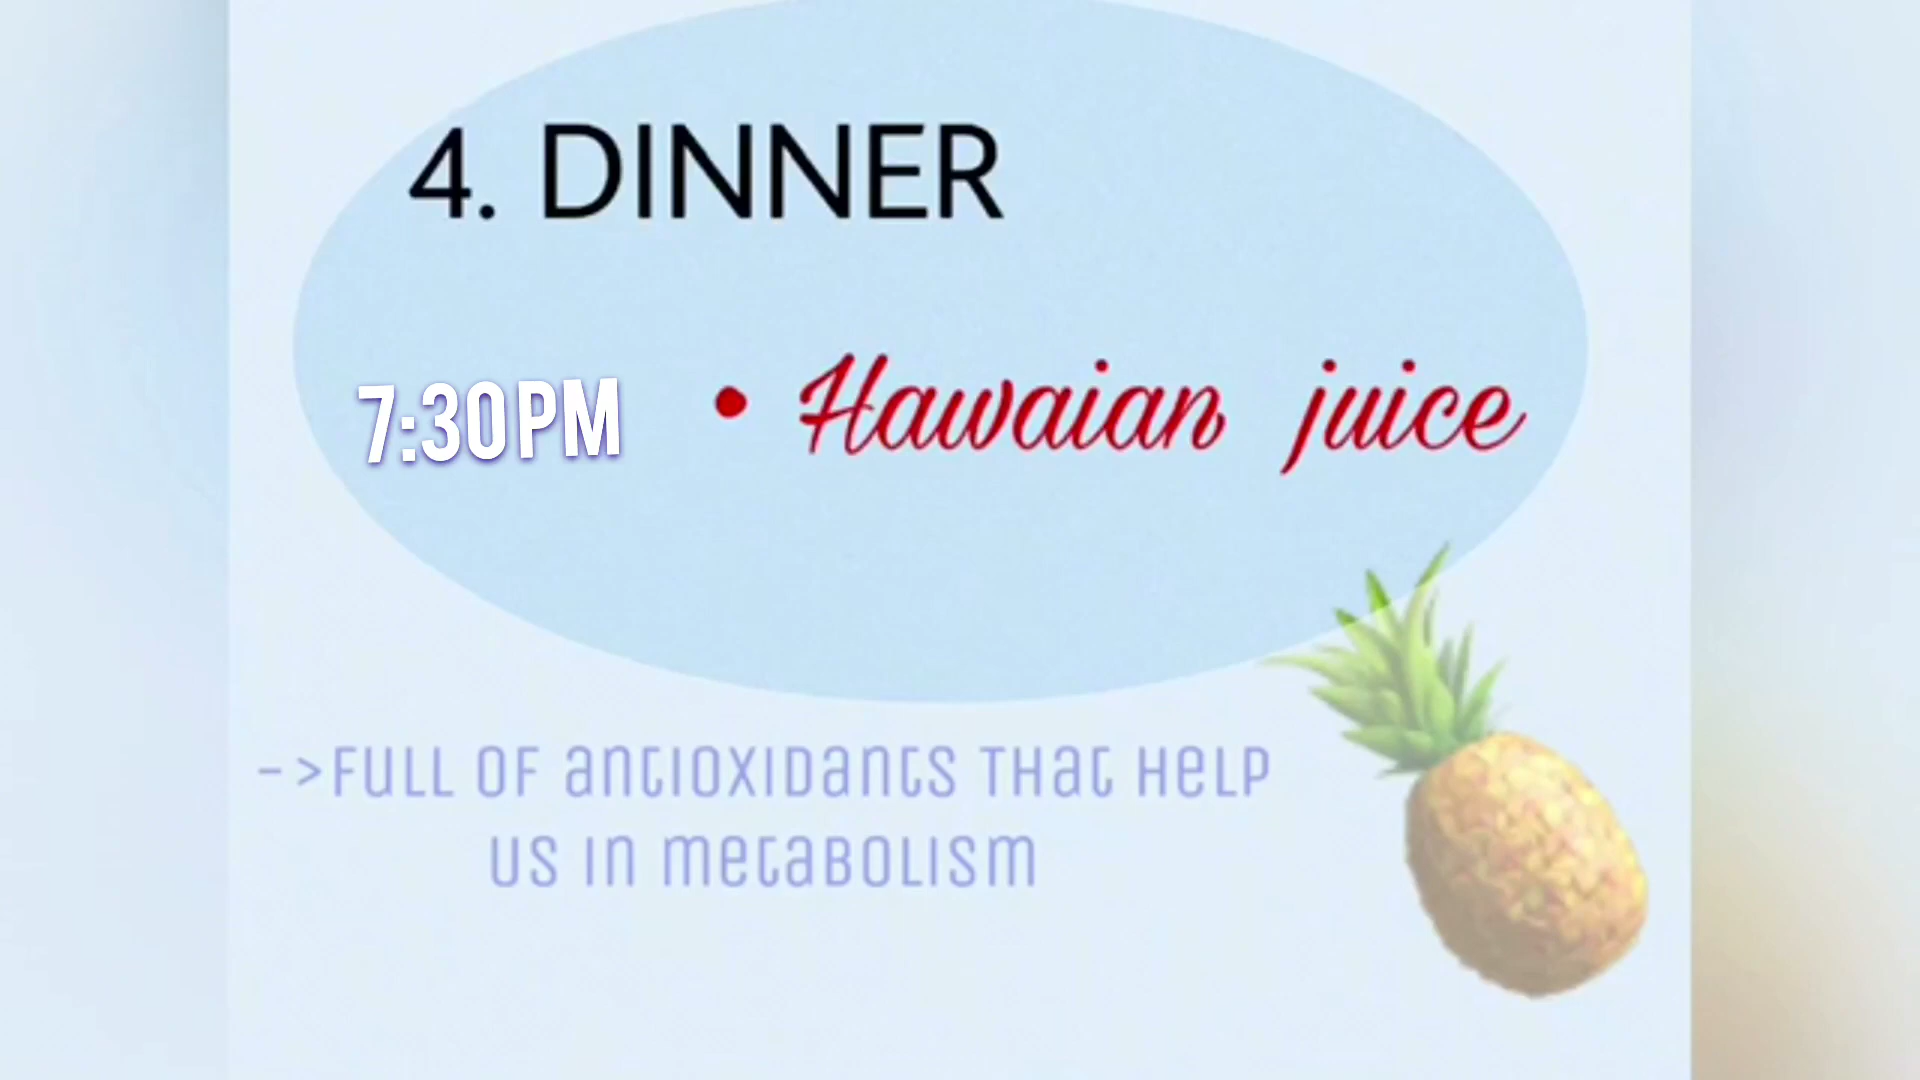 4. DINNER
7:30PM • Hawaian juice
->FULL OF antioxidants that Help
us in metabolism